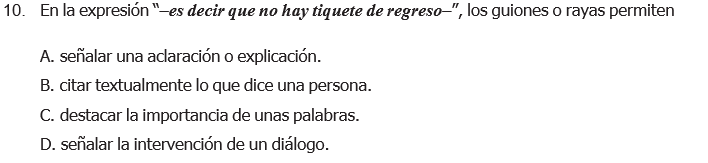 10. En la expresión “–es decir que no hay tiquete de regreso–”, los guiones o rayas permiten
A. señalar una aclaración o explicación.
B. citar textualmente lo que dice una persona.
C. destacar la importancia de unas palabras.
D. señalar la intervención de un diálogo.